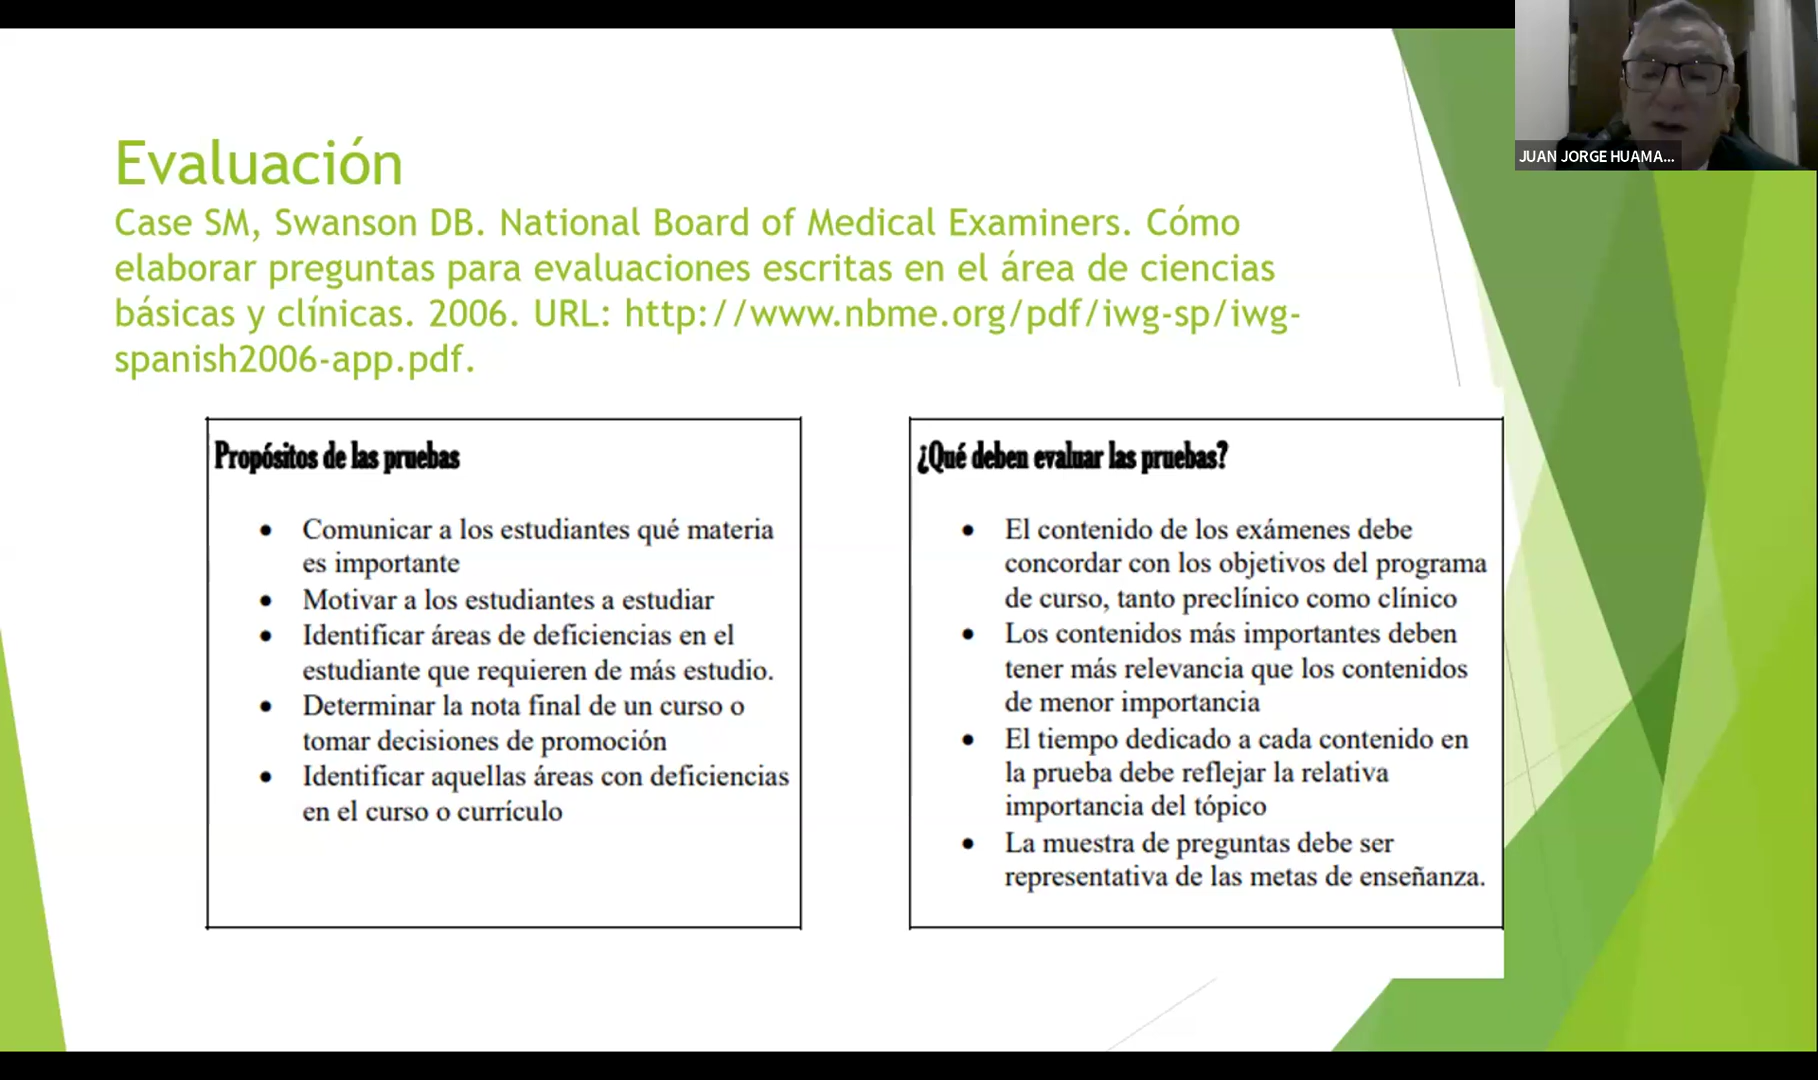 JUAN JORGE HUAMA...
Evaluación
Case SM, Swanson DB. National Board of Medical Examiners. Cómo
elaborar preguntas para evaluaciones escritas en el área de ciencias
básicas y clínicas. 2006. URL: http://www.nbme.org/pdf/iwg-sp/iwg-
spanish2006-app.pdf.
Propósitos de las pruebas
• Comunicar a los estudiantes qué materia
es importante
• Motivar a los estudiantes a estudiar
• Identificar áreas de deficiencias en el
estudiante que requieren de más estudio.
• Determinar la nota final de un curso o
tomar decisiones de promoción
• Identificar aquellas áreas con deficiencias
en el curso o currículo
¿Qué deben evaluar las pruebas?
• El contenido de los exámenes debe
concordar con los objetivos del programa
de curso, tanto preclínico como clínico
• Los contenidos más importantes deben
tener más relevancia que los contenidos
de menor importancia
• El tiempo dedicado a cada contenido en
la prueba debe reflejar la relativa
importancia del tópico
• La muestra de preguntas debe ser
representativa de las metas de enseñanza.